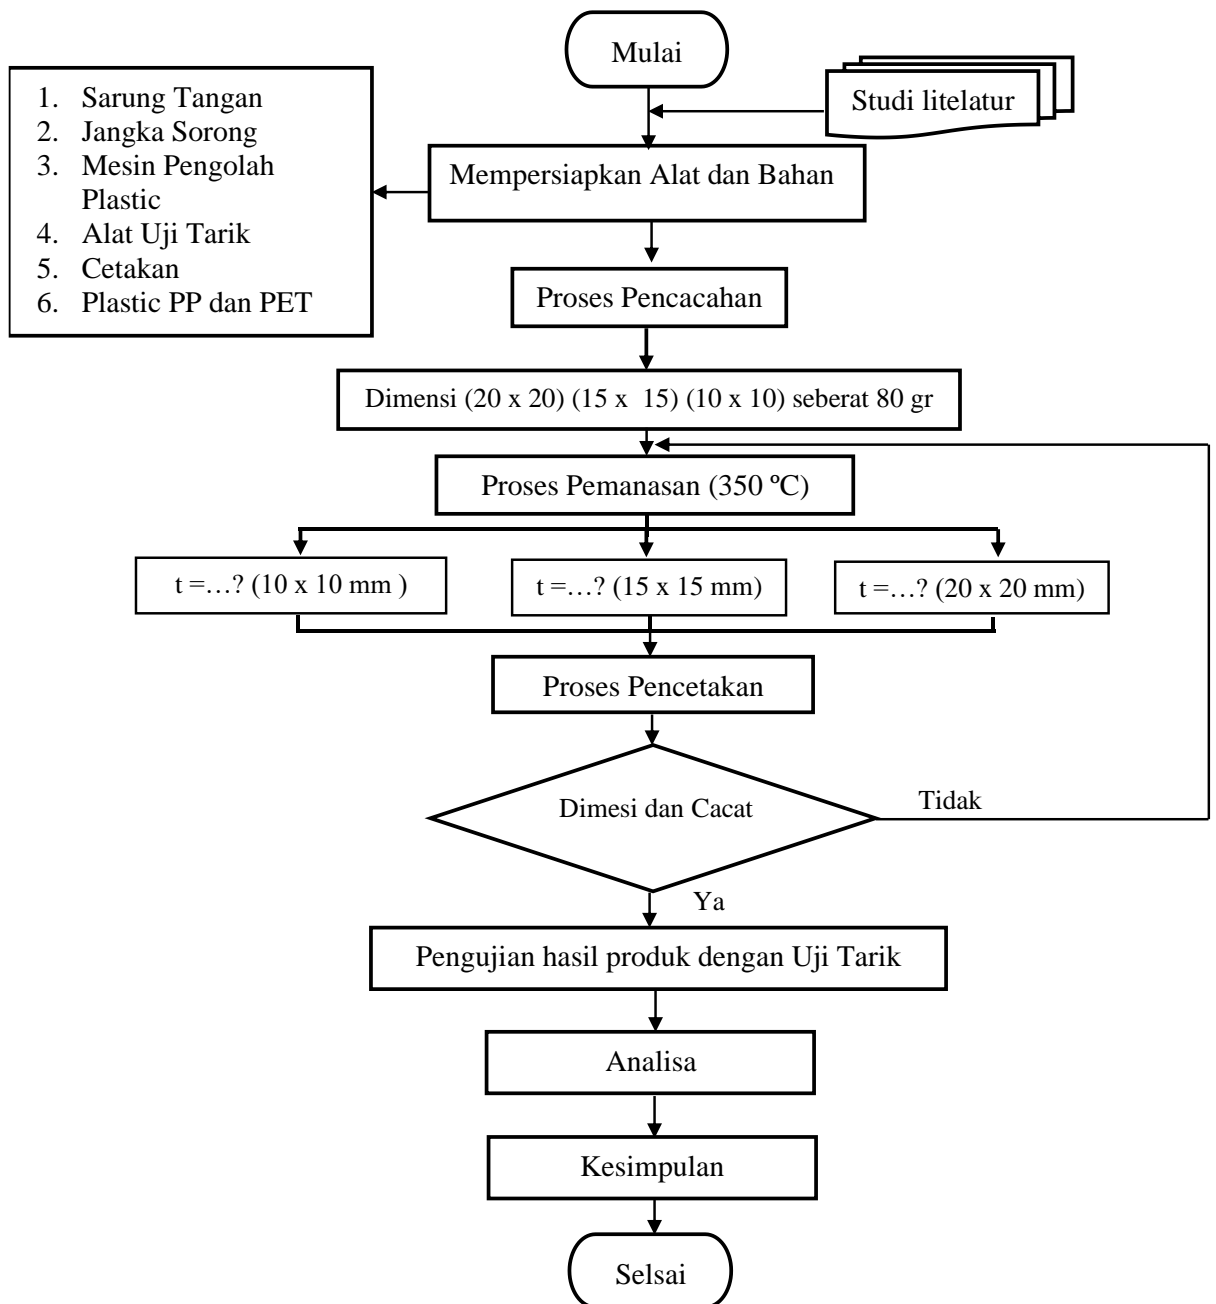 Mulai
Studi litelatur
1. Sarung Tangan
2. Jangka Sorong
3. Mesin Pengolah
Plastic
4. Alat Uji Tarik
5. Cetakan
6. Plastic PP dan PET
Mempersiapkan Alat dan Bahan
Proses Pencacahan
Dimensi (20 x 20) (15 x 15) (10 x 10) seberat 80 gr
Proses Pemanasan (350 ºC)
t =…? (10 x 10 mm )
t =…? (15 x 15 mm)
t =…? (20 x 20 mm)
Proses Pencetakan
Dimesi dan Cacat
Tidak
Ya
Pengujian hasil produk dengan Uji Tarik
Analisa
Kesimpulan
Selsai